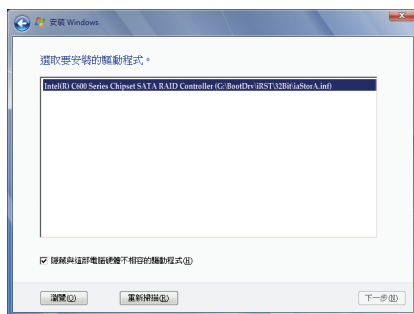 安裝 Windows
選取要安裝的驅動程式。
Intel(R) C600 Series Chipset SATA RAID Controller (G:\BootDrv\iRST\32Bit\iaStorA.inf)
隱藏與這部電腦硬體不相容的驅動程式(H)
瀏覽(O) 重新掃描(R) 下一步(N)